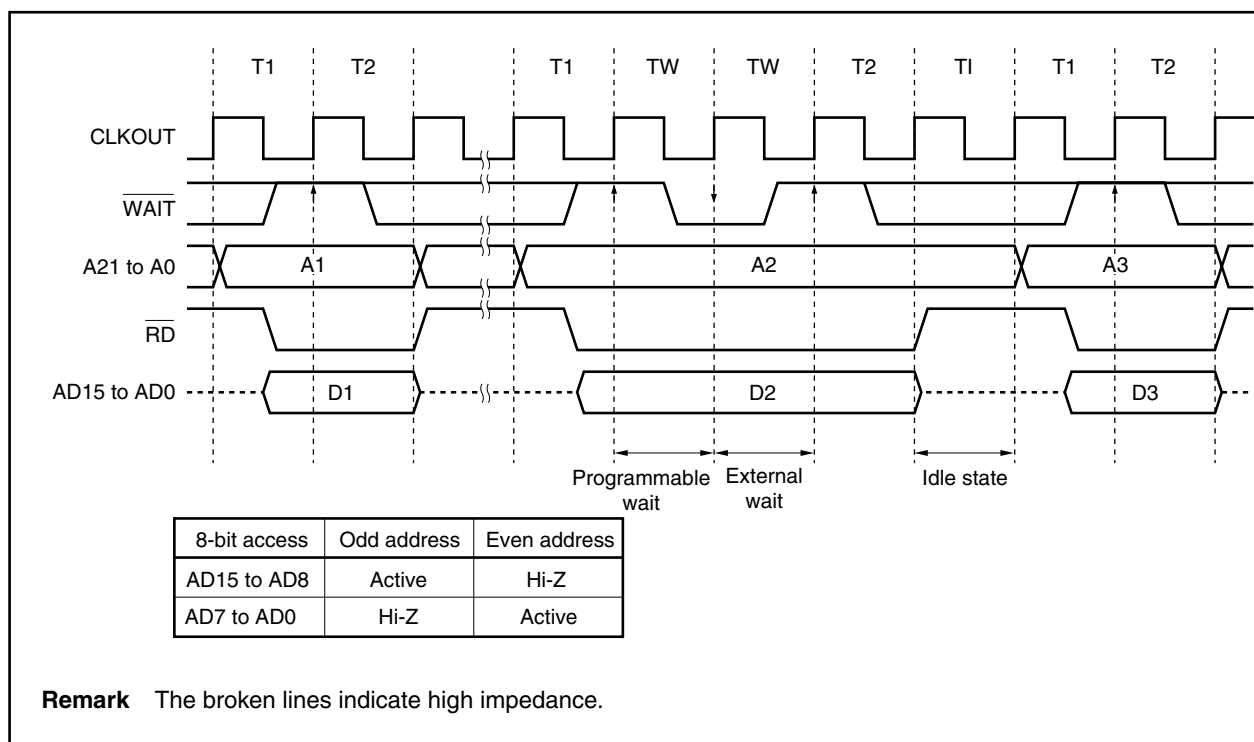 T1 T2 T1 TW TW T2 TI T1 T2
CLKOUT
WAIT
A21 to A0 A1 A2 A3
RD
AD15 to AD0 D1 D2 D3
Programmable wait External wait Idle state
8-bit access Odd address Even address
AD15 to AD8 Active Hi-Z
AD7 to AD0 Hi-Z Active
Remark The broken lines indicate high impedance.